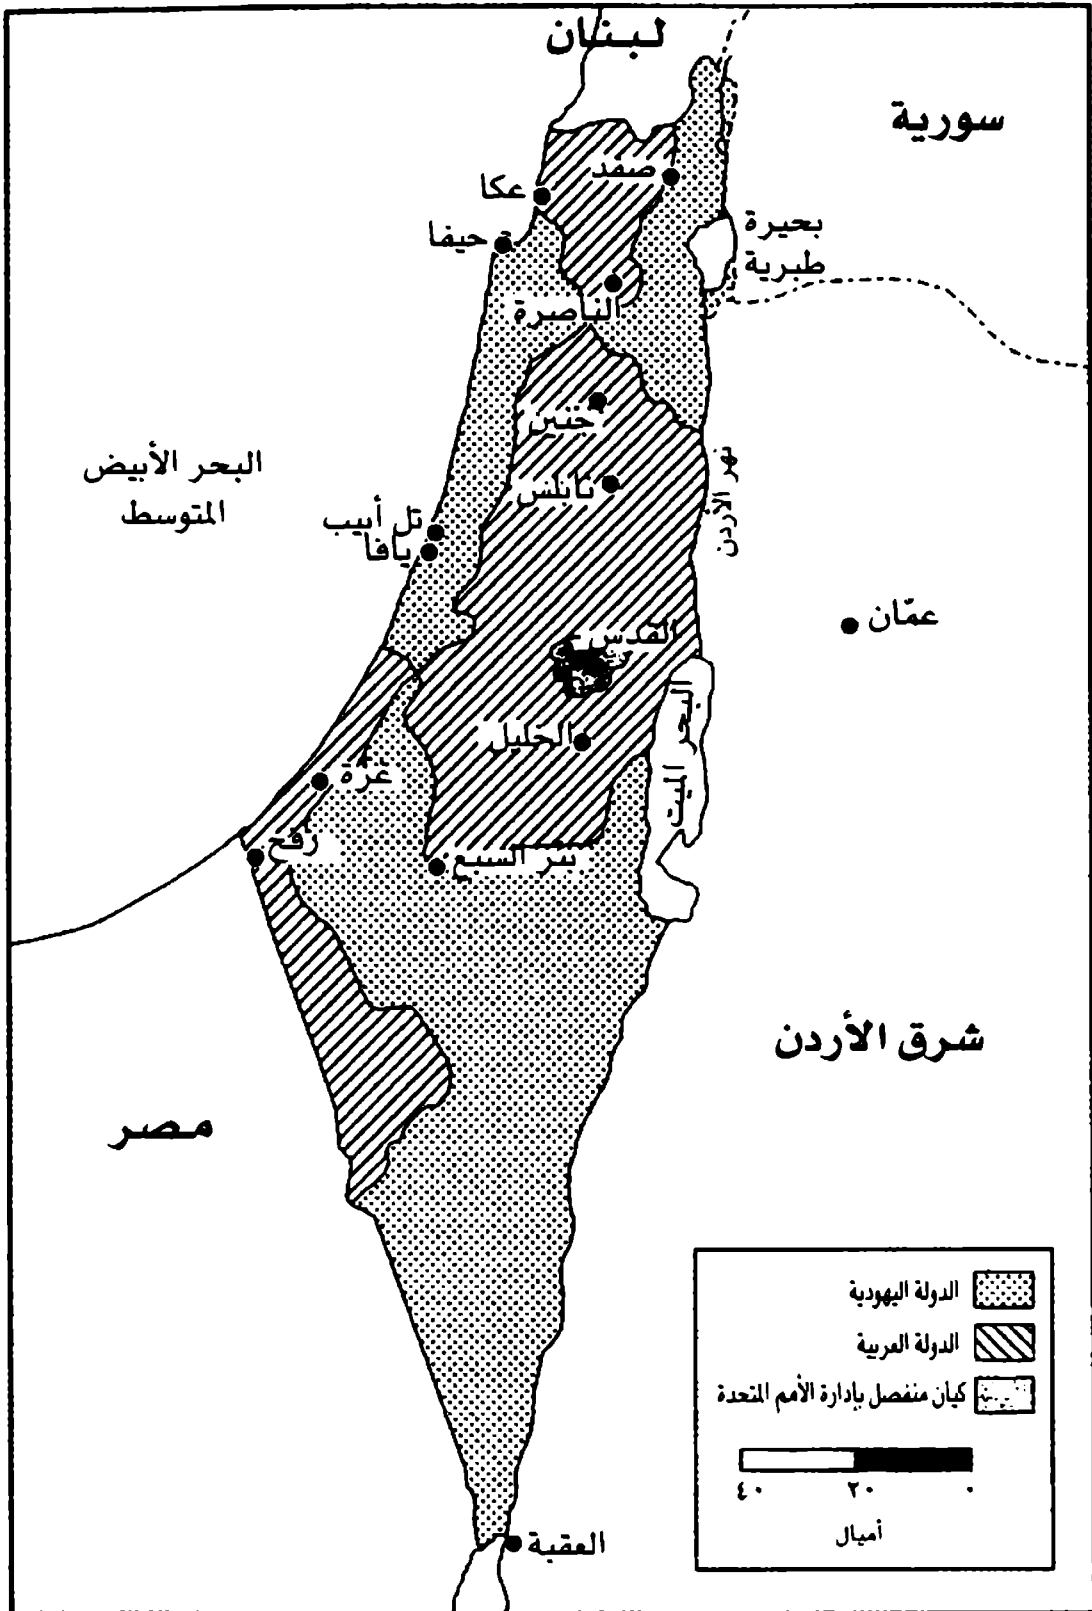 لبنان
سورية
صفد
عكا
حيفا
بحيرة
طبرية
الناصرة
جنين
نابلس
نهر الأردن
البحر الأبيض
المتوسط
تل أبيب
يافا
عمّان
القدس
البحر الميت
الخليل
غزة
رفح
بئر السبع
شرق الأردن
مصر
الدولة اليهودية
الدولة العربية
كيان منفصل بإدارة الأمم المتحدة
٤٠ ٢٠ ٠
أميال
العقبة